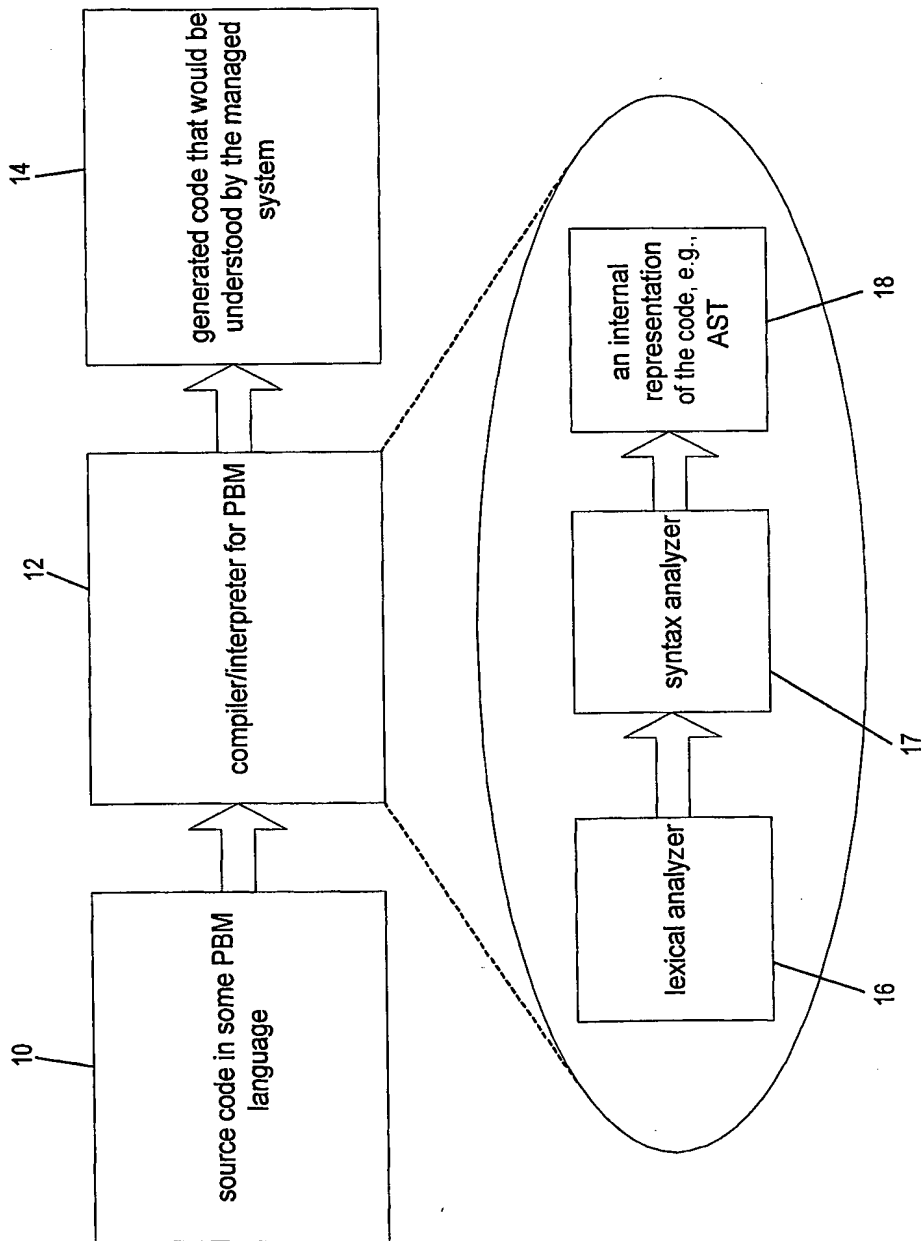 10
source code in some PBM
language
12
compiler/interpreter for PBM
14
generated code that would be
understood by the managed
system
lexical analyzer
16
syntax analyzer
17
an internal
representation
of the code, e.g.,
AST
18